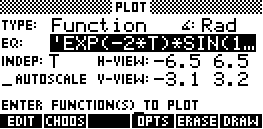 PLOT
TYPE: Function ∡: Rad
EQ: 'EXP(-2*T)*SIN(1…
INDEP: T H-VIEW: -6.5 6.5
_AUTOSCALE V-VIEW: -3.1 3.2
ENTER FUNCTION(S) TO PLOT
EDIT CHOOS OPTS ERASE DRAW